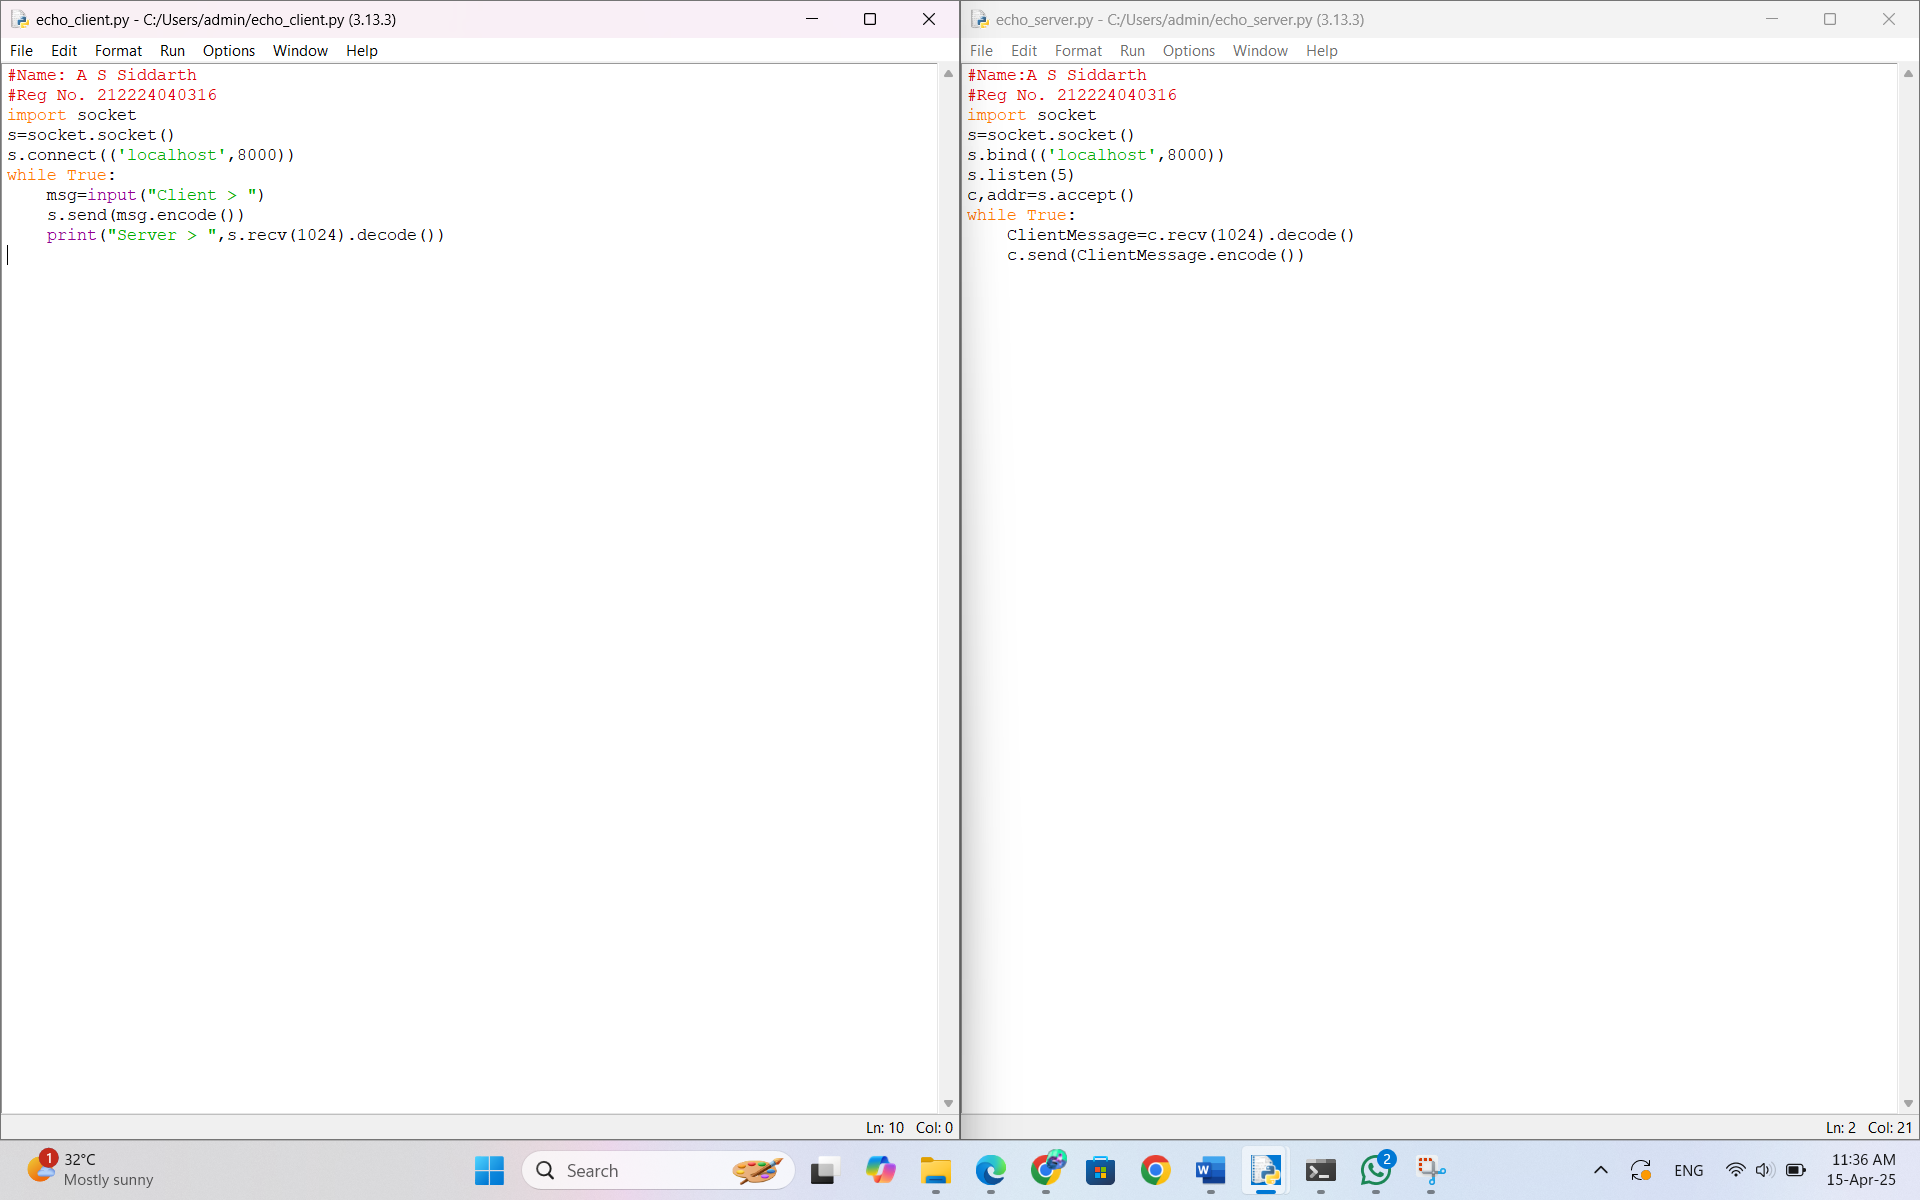 echo_client.py - C:/Users/admin/echo_client.py (3.13.3)
File Edit Format Run Options Window Help
#Name: A S Siddarth
#Reg No. 212224040316
import socket
s=socket.socket()
s.connect(('localhost',8000))
while True:
    msg=input("Client > ")
    s.send(msg.encode())
    print("Server > ",s.recv(1024).decode())
Ln: 10 Col: 0
echo_server.py - C:/Users/admin/echo_server.py (3.13.3)
File Edit Format Run Options Window Help
#Name:A S Siddarth
#Reg No. 212224040316
import socket
s=socket.socket()
s.bind(('localhost',8000))
s.listen(5)
c,addr=s.accept()
while True:
    ClientMessage=c.recv(1024).decode()
    c.send(ClientMessage.encode())
Ln: 2 Col: 21
1
32°C
Mostly sunny
Search
W
2
ENG
11:36 AM
15-Apr-25